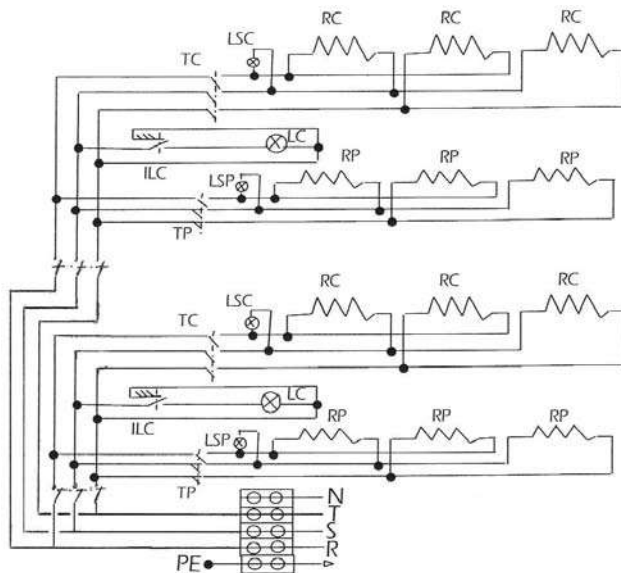 RC RC RC
LSC
TC
LC
ILC
RP RP RP
LSP
TP
RC RC RC
LSC
TC
LC
ILC
RP RP RP
LSP
TP
N
T
S
R
PE